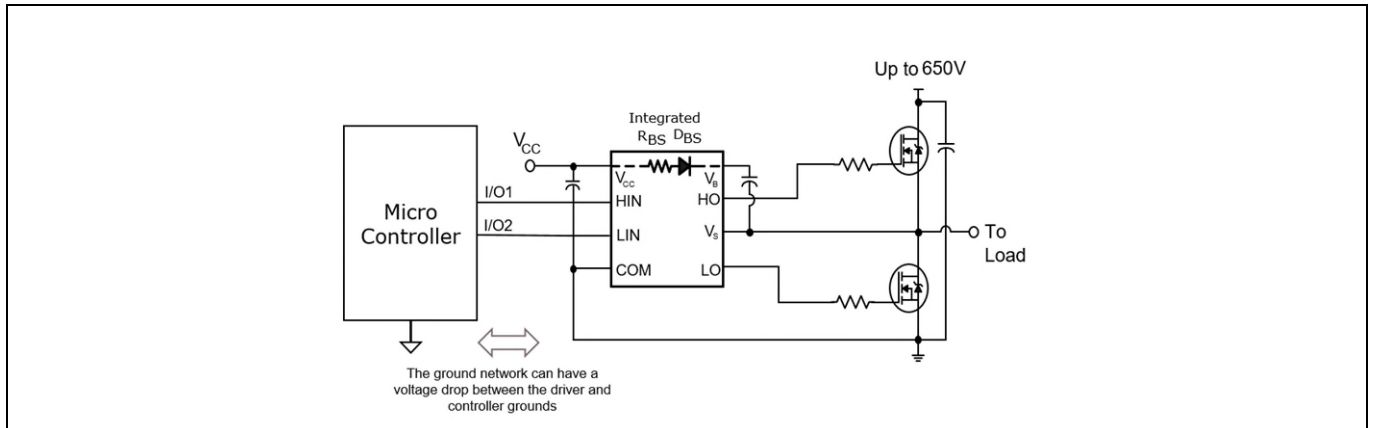 Up to 650V
Integrated
RBS DBS
VCC
Micro
Controller
I/O1
I/O2
VCC
HIN
LIN
COM
VB
HO
VS
LO
To
Load
The ground network can have a
voltage drop between the driver and
controller grounds